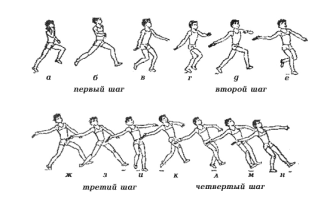 а б в г д е
первый шаг второй шаг
ж з и к л м н
третий шаг четвертый шаг